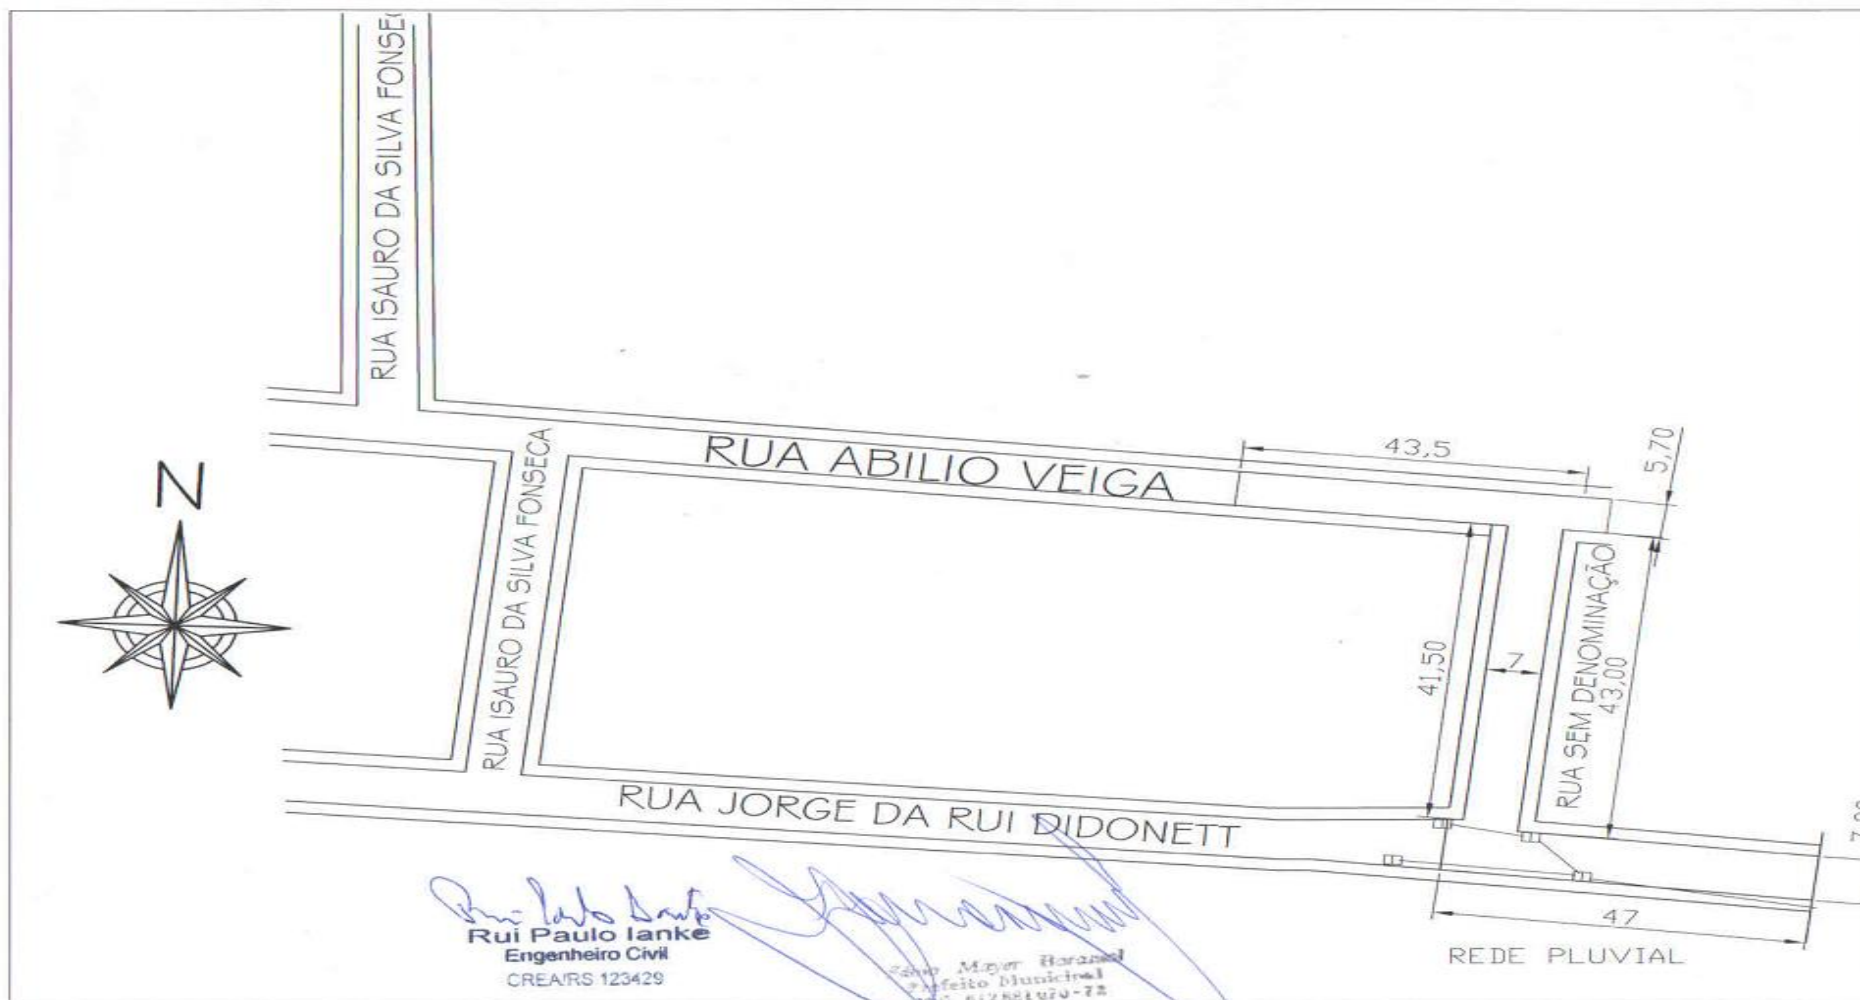 RUA ISAURO DA SILVA FONSEC
RUA ABILIO VEIGA
43,5
5,70
N
RUA ISAURO DA SILVA FONSECA
41,50
7
RUA SEM DENOMINAÇÃO
43,00
RUA JORGE DA RUI DIDONETT
47
REDE PLUVIAL
Rui Paulo Ianke
Engenheiro Civil
CREA/RS 123429
Mayer
Prefeito Municipal